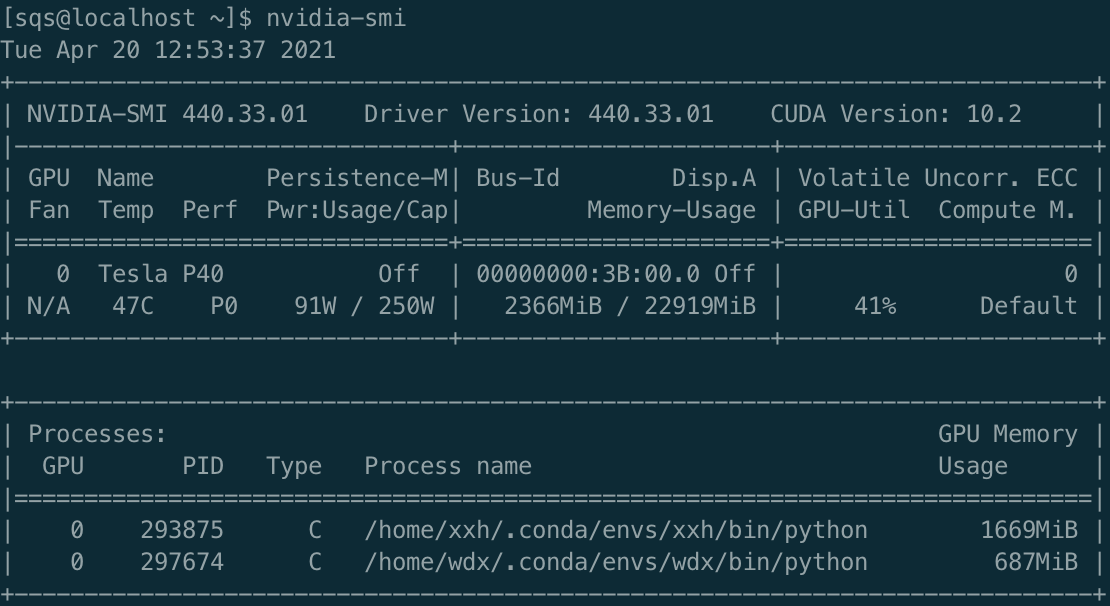 [sqs@localhost ~]$ nvidia-smi
Tue Apr 20 12:53:37 2021
+-----------------------------------------------------------------------------+
| NVIDIA-SMI 440.33.01    Driver Version: 440.33.01    CUDA Version: 10.2     |
|-------------------------------+----------------------+----------------------+
| GPU  Name        Persistence-M| Bus-Id        Disp.A | Volatile Uncorr. ECC |
| Fan  Temp  Perf  Pwr:Usage/Cap|         Memory-Usage | GPU-Util  Compute M. |
|===============================+======================+======================|
|   0  Tesla P40           Off  | 00000000:3B:00.0 Off |                    0 |
| N/A   47C    P0    91W / 250W |   2366MiB / 22919MiB |     41%      Default |
+-------------------------------+----------------------+----------------------+
+-----------------------------------------------------------------------------+
| Processes:                                                       GPU Memory |
|  GPU       PID   Type   Process name                             Usage      |
|=============================================================================|
|    0    293875      C   /home/xxh/.conda/envs/xxh/bin/python        1669MiB |
|    0    297674      C   /home/wdx/.conda/envs/wdx/bin/python         687MiB |
+-----------------------------------------------------------------------------+